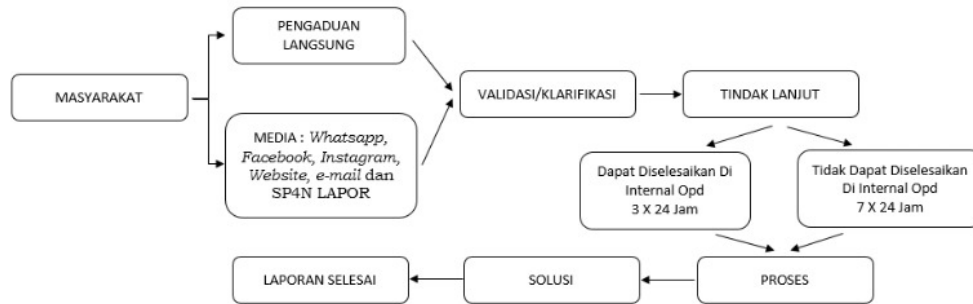 PENGADUAN
LANGSUNG
MASYARAKAT
MEDIA : Whatsapp,
Facebook, Instagram,
Website, e-mail dan
SP4N LAPOR
VALIDASI/KLARIFIKASI
TINDAK LANJUT
Dapat Diselesaikan Di
Internal Opd
3 X 24 Jam
Tidak Dapat Diselesaikan
Di Internal Opd
7 X 24 Jam
PROSES
SOLUSI
LAPORAN SELESAI